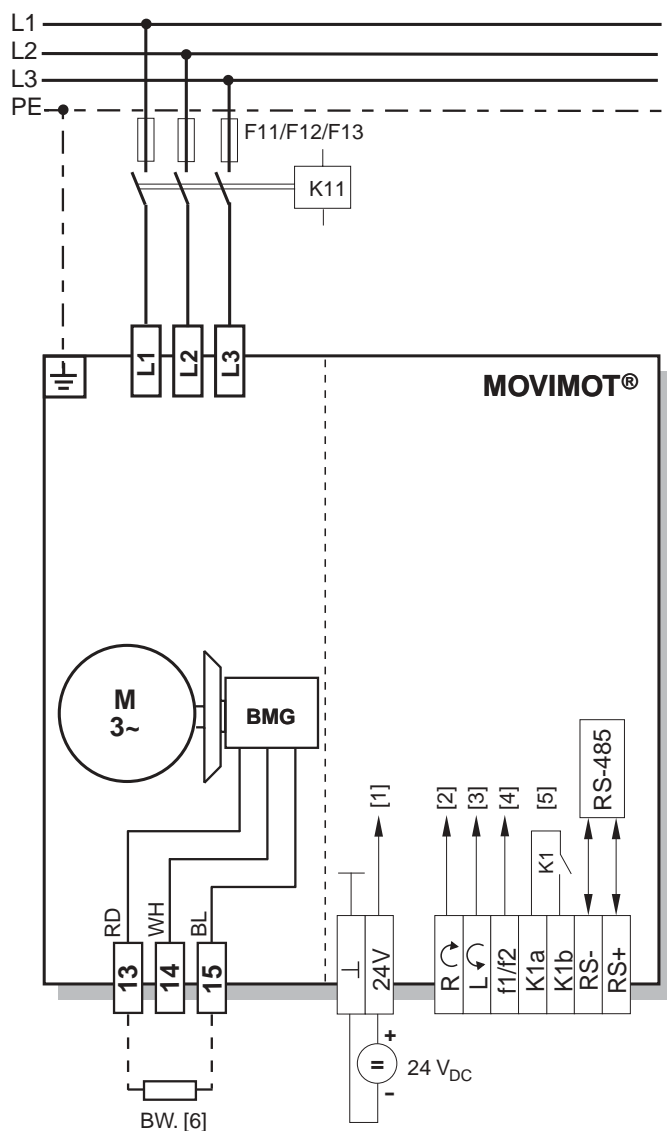 L1
L2
L3
PE
F11/F12/F13
K11
L1
L2
L3
MOVIMOT®
M
3~
BMG
RS-485
[1]
[2]
[3]
[4]
[5]
K1
RD
WH
BL
13
14
15
⊥
24V
R
L
f1/f2
K1a
K1b
RS-
RS+
+
=
-
24 VDC
BW. [6]